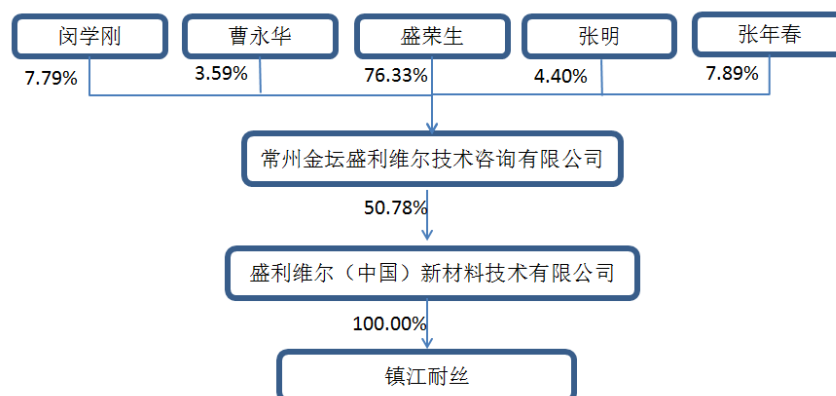 闵学刚
曹永华
盛荣生
张明
张年春
7.79%
3.59%
76.33%
4.40%
7.89%
常州金坛盛利维尔技术咨询有限公司
50.78%
盛利维尔（中国）新材料技术有限公司
100.00%
镇江耐丝